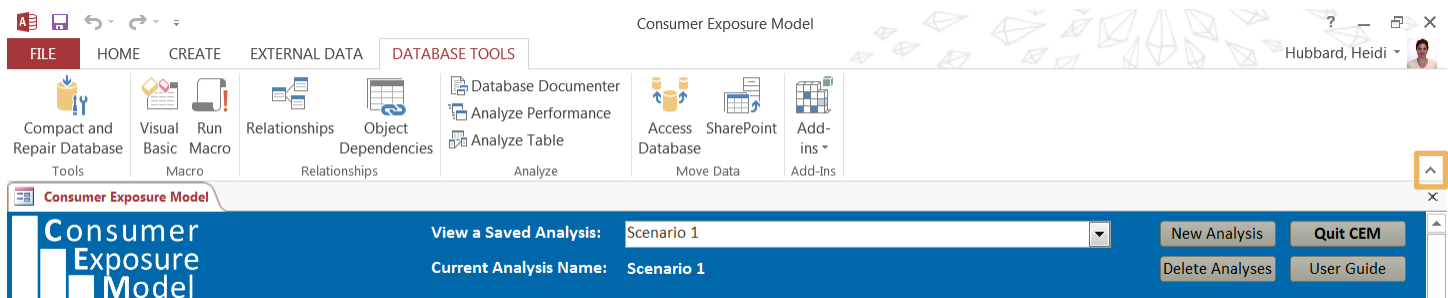 Consumer Exposure Model
?
FILE HOME CREATE EXTERNAL DATA DATABASE TOOLS Hubbard, Heidi
Compact and Repair Database
Visual Basic
Run Macro
Relationships
Object Dependencies
Database Documenter
Analyze Performance
Analyze Table
Access Database
SharePoint
Add-ins
Tools Macro Relationships Analyze Move Data Add-Ins
Consumer Exposure Model
Consumer
Exposure
Model
View a Saved Analysis: Scenario 1
Current Analysis Name: Scenario 1
New Analysis Quit CEM
Delete Analyses User Guide